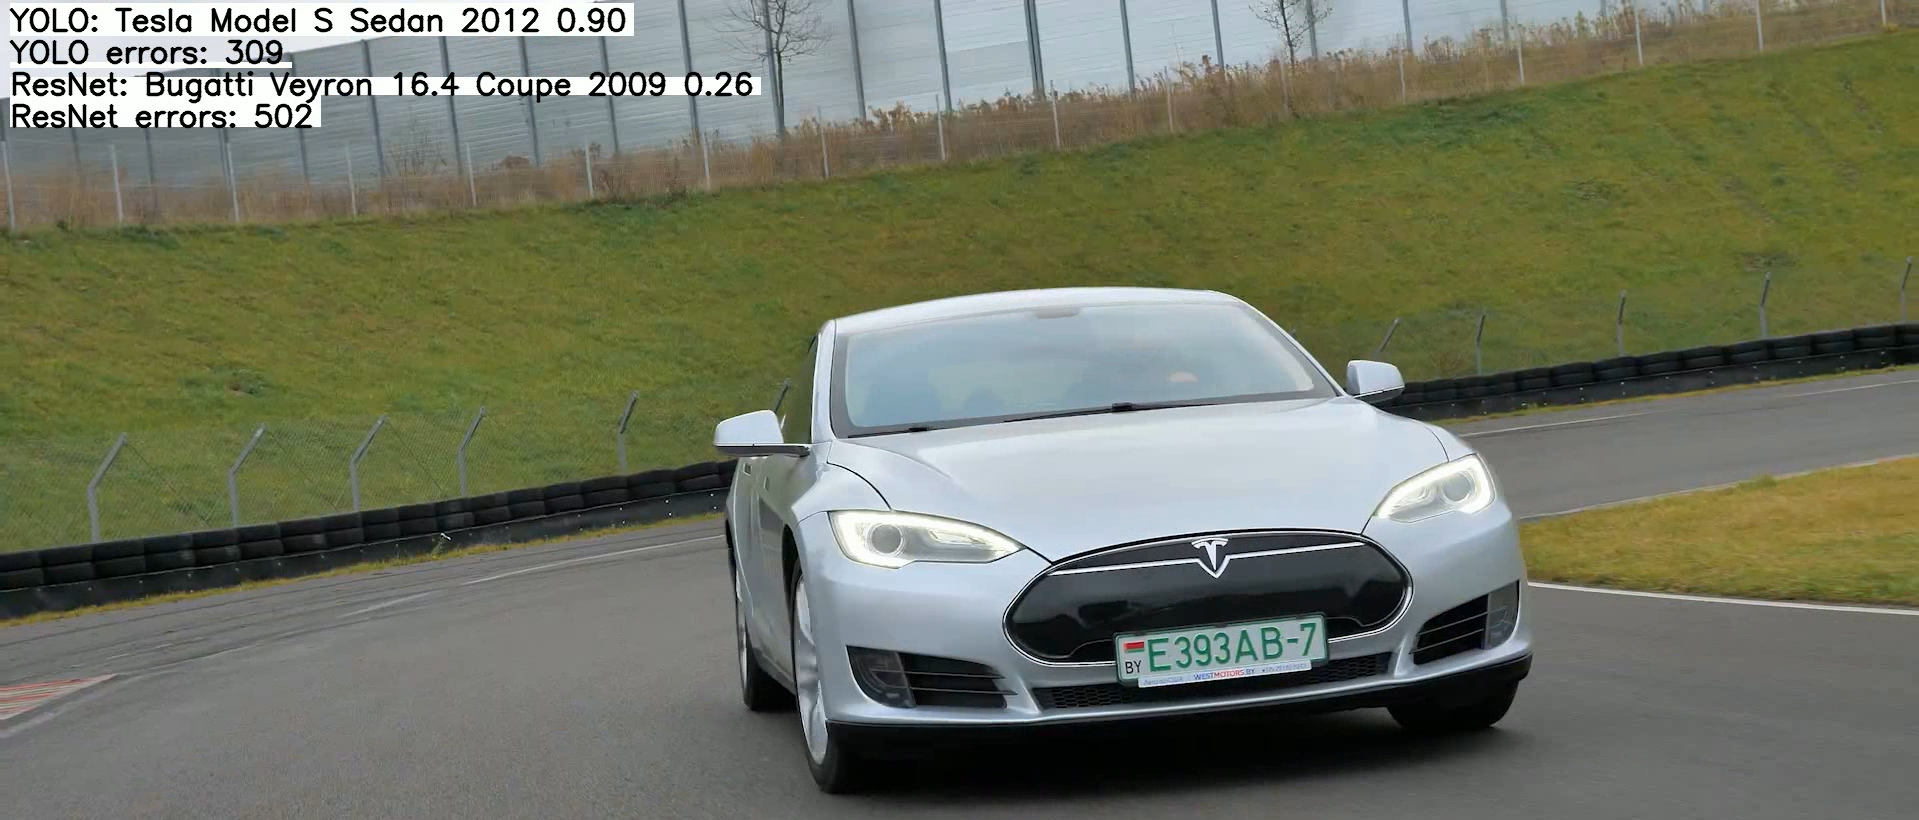 YOLO: Tesla Model S Sedan 2012 0.90
YOLO errors: 309
ResNet: Bugatti Veyron 16.4 Coupe 2009 0.26
ResNet errors: 502
E393AB-7
BY
WESTMOTORS.BY